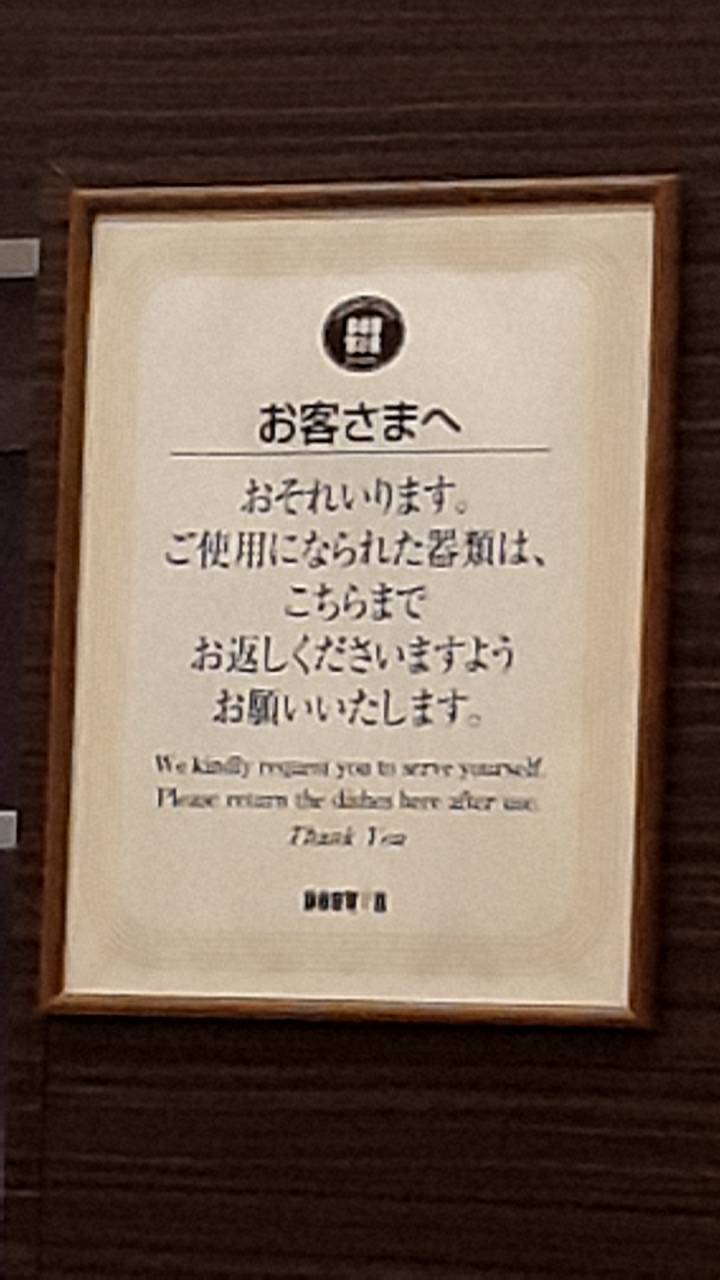 お客さまへ
おそれいります。
ご使用になられた器類は、
こちらまで
お返しくださいますよう
お願いいたします。
We kindly request you to serve yourself.
Please return the dishes here after use.
Thank You